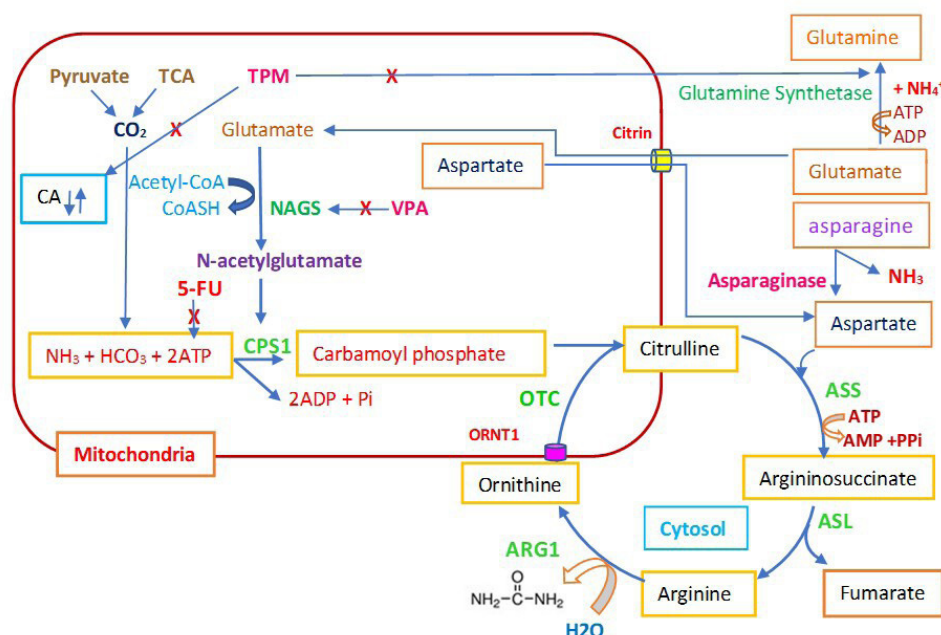 Glutamine
Pyruvate TCA TPM X
Glutamine Synthetase
+ NH₄⁺
ATP
ADP
CO₂ X Glutamate
Citrin
Aspartate
Glutamate
CA
Acetyl-CoA
CoASH
NAGS X VPA
asparagine
N-acetylglutamate
Asparaginase
NH₃
5-FU
X
Aspartate
NH₃ + HCO₃ + 2ATP
CPS1
Carbamoyl phosphate
Citrulline
2ADP + Pi
OTC
ASS
ATP
AMP +PPi
Mitochondria
ORNT1
Ornithine
Argininosuccinate
Cytosol
ASL
ARG1
O
NH₂–C–NH₂
Arginine
Fumarate
H2O